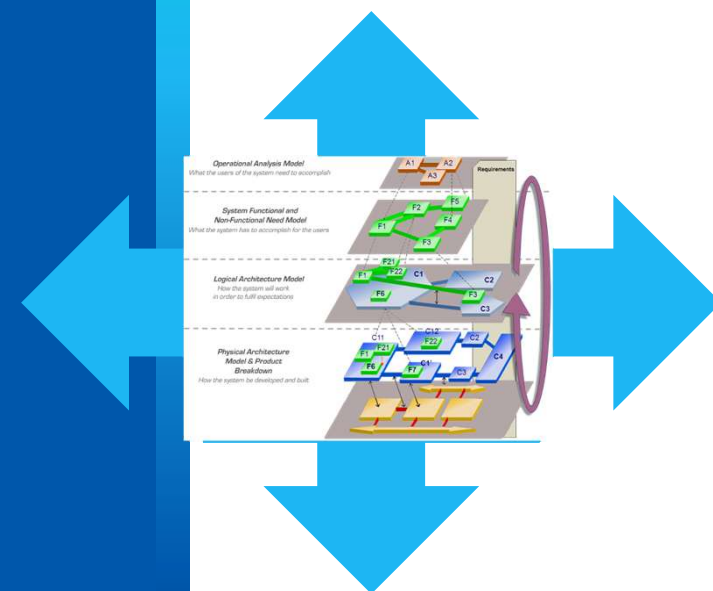 Operational Analysis Model
What the users of the system need to accomplish
A1
A2
A3
Requirements
System Functional and
Non-Functional Need Model
What the system has to accomplish for the users
F1
F2
F5
F4
F3
Logical Architecture Model
How the system will work
in order to fulfil expectations
F21
F1
F22
C1
C2
F6
F3
C3
Physical Architecture
Model & Product
Breakdown
How the system be developed and built
C11
C12
F21
F22
C2
F1
C4
F6
F7
C1
C3